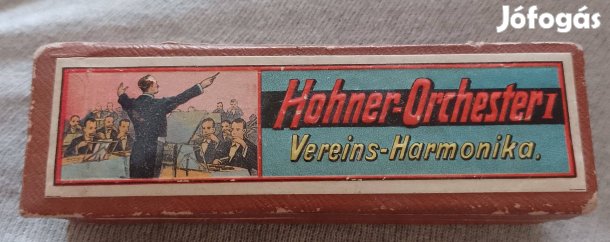 Jófogás
Hohner-Orchester I
Vereins-Harmonika.